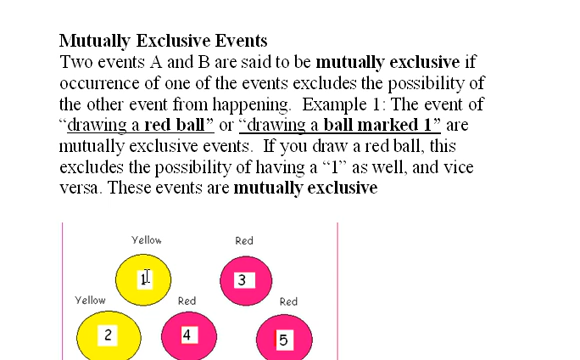 Mutually Exclusive Events
Two events A and B are said to be mutually exclusive if
occurrence of one of the events excludes the possibility of
the other event from happening. Example 1: The event of
“drawing a red ball” or “drawing a ball marked 1” are
mutually exclusive events. If you draw a red ball, this
excludes the possibility of having a “1” as well, and vice
versa. These events are mutually exclusive
Yellow Red
1 3
Yellow Red Red
2 4 5